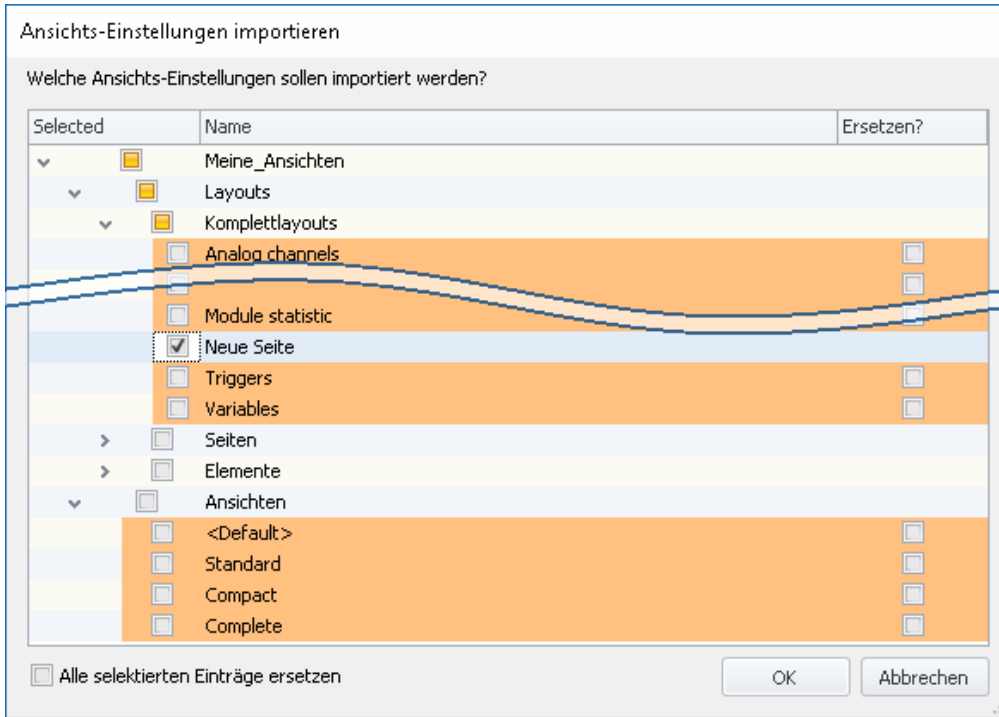 Ansichts-Einstellungen importieren
Welche Ansichts-Einstellungen sollen importiert werden?
Selected Name Ersetzen?
Meine_Ansichten
Layouts
Komplettlayouts
Analog channels
Module statistic
Neue Seite
Triggers
Variables
Seiten
Elemente
Ansichten
<Default>
Standard
Compact
Complete
Alle selektierten Einträge ersetzen OK Abbrechen